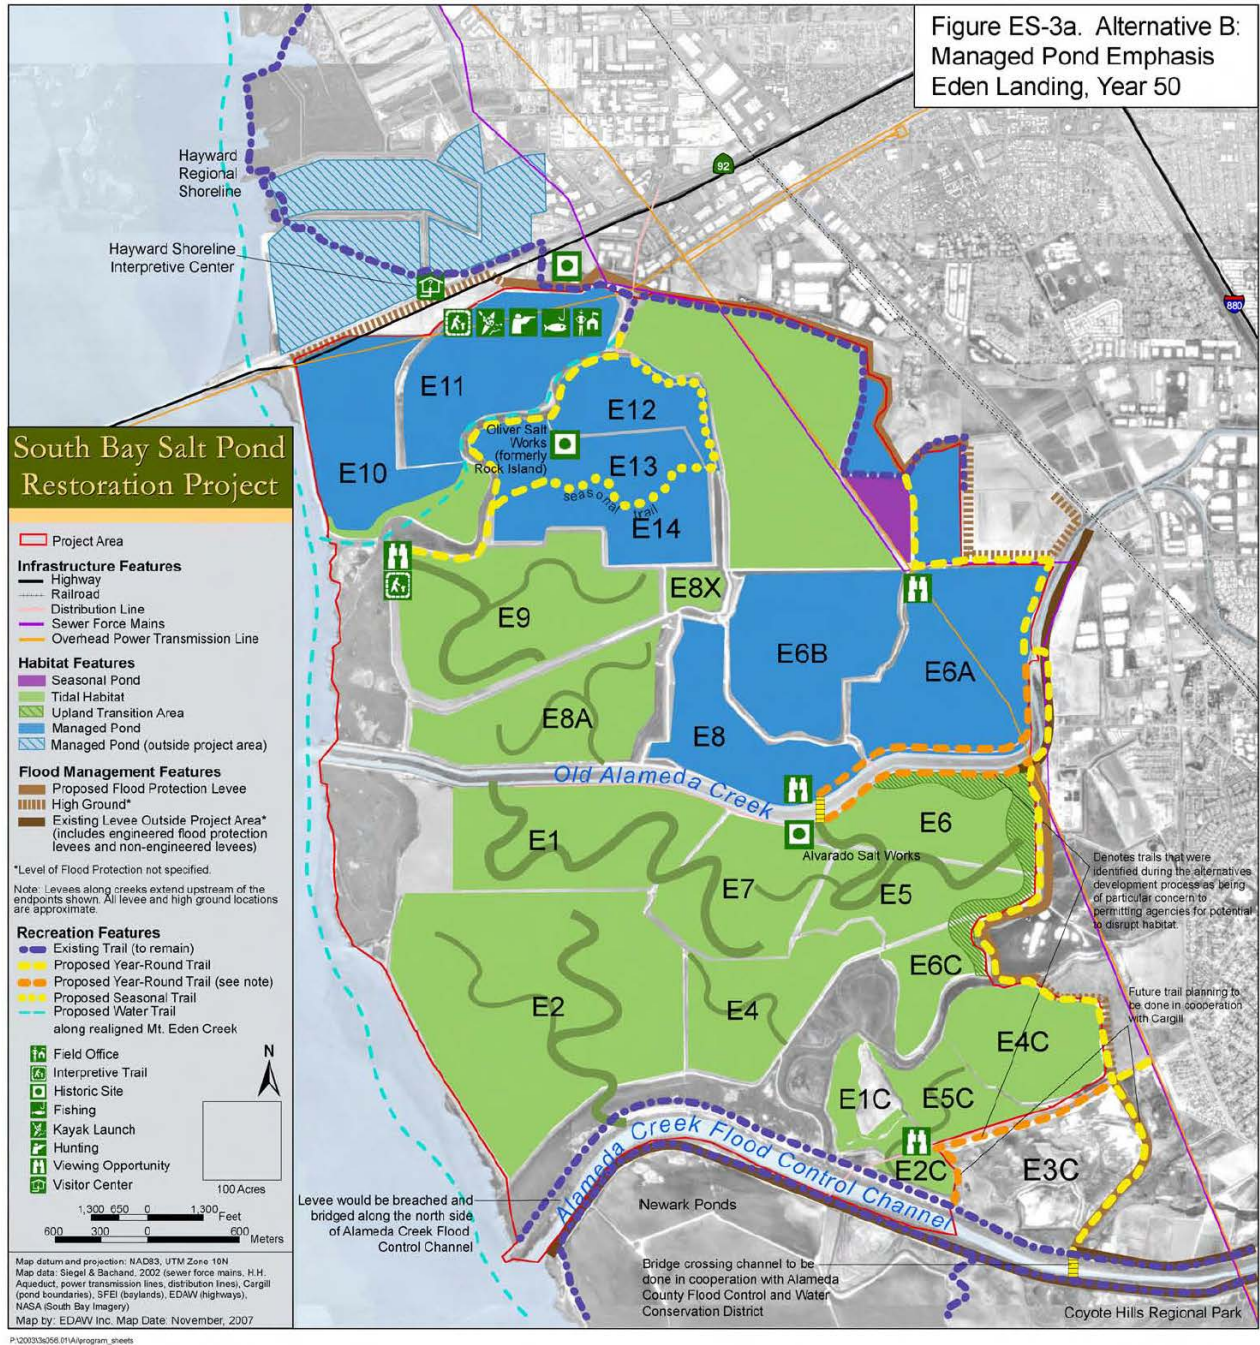 Figure ES-3a. Alternative B:
Managed Pond Emphasis
Eden Landing, Year 50
92
880
Hayward
Regional
Shoreline
Hayward Shoreline
Interpretive Center
E11
E12
Oliver Salt
Works
(formerly
Rock Island)
E10
E13
seasonal trail
E14
E8X
E9
E6B
E6A
E8A
E8
Old Alameda Creek
E1
E6
Alvarado Salt Works
E7
E5
E6C
E2
E4
E4C
E1C
E5C
E2C
E3C
Denotes trails that were
identified during the alternatives
development process as being
of particular concern to
permitting agencies for potential
to disrupt habitat.
Future trail planning to
be done in cooperation
with Cargill
Alameda Creek Flood Control Channel
Newark Ponds
Levee would be breached and
bridged along the north side
of Alameda Creek Flood
Control Channel
Bridge crossing channel to be
done in cooperation with Alameda
County Flood Control and Water
Conservation District
Coyote Hills Regional Park
South Bay Salt Pond
Restoration Project
Project Area
Infrastructure Features
Highway
Railroad
Distribution Line
Sewer Force Mains
Overhead Power Transmission Line
Habitat Features
Seasonal Pond
Tidal Habitat
Upland Transition Area
Managed Pond
Managed Pond (outside project area)
Flood Management Features
Proposed Flood Protection Levee
High Ground*
Existing Levee Outside Project Area*
(includes engineered flood protection
levees and non-engineered levees)
*Level of Flood Protection not specified.
Note: Levees along creeks extend upstream of the
endpoints shown. All levee and high ground locations
are approximate.
Recreation Features
Existing Trail (to remain)
Proposed Year-Round Trail
Proposed Year-Round Trail (see note)
Proposed Seasonal Trail
Proposed Water Trail
along realigned Mt. Eden Creek
Field Office
Interpretive Trail
Historic Site
Fishing
Kayak Launch
Hunting
Viewing Opportunity
Visitor Center
N
100 Acres
1,300 650 0 1,300 Feet
600 300 0 600 Meters
Map datum and projection: NAD83, UTM Zone 10N
Map data: Siegel & Bachand, 2002 (sewer force mains, H.H.
Aqueduct, power transmission lines, distribution lines), Cargill
(pond boundaries), SFEI (baylands), EDAW (highways),
NASA (South Bay Imagery)
Map by: EDAW Inc. Map Date: November, 2007
P:\2003\3s056.01\AI\program_sheets